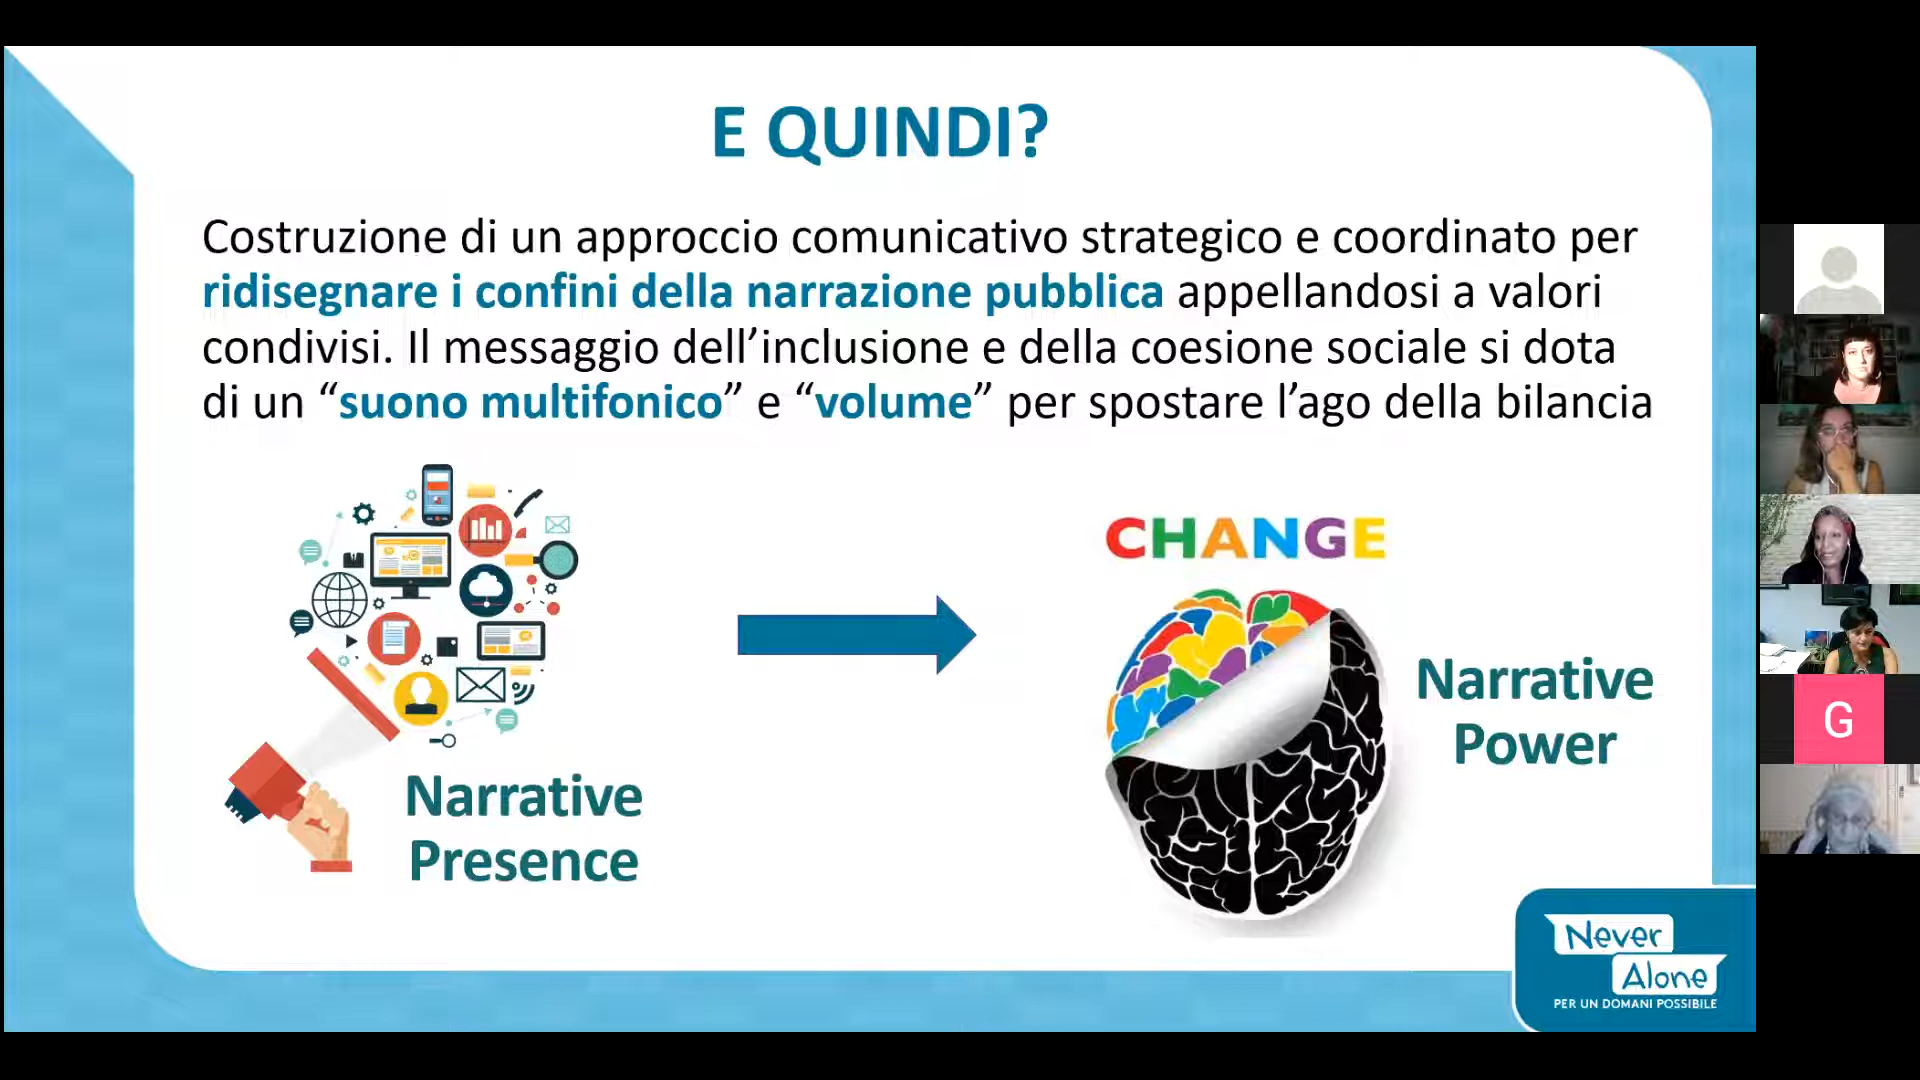 E QUINDI?
Costruzione di un approccio comunicativo strategico e coordinato per
ridisegnare i confini della narrazione pubblica appellandosi a valori
condivisi. Il messaggio dell’inclusione e della coesione sociale si dota
di un “suono multifonico” e “volume” per spostare l’ago della bilancia
CHANGE
Narrative
Power
Narrative
Presence
G
Never
Alone
PER UN DOMANI POSSIBILE